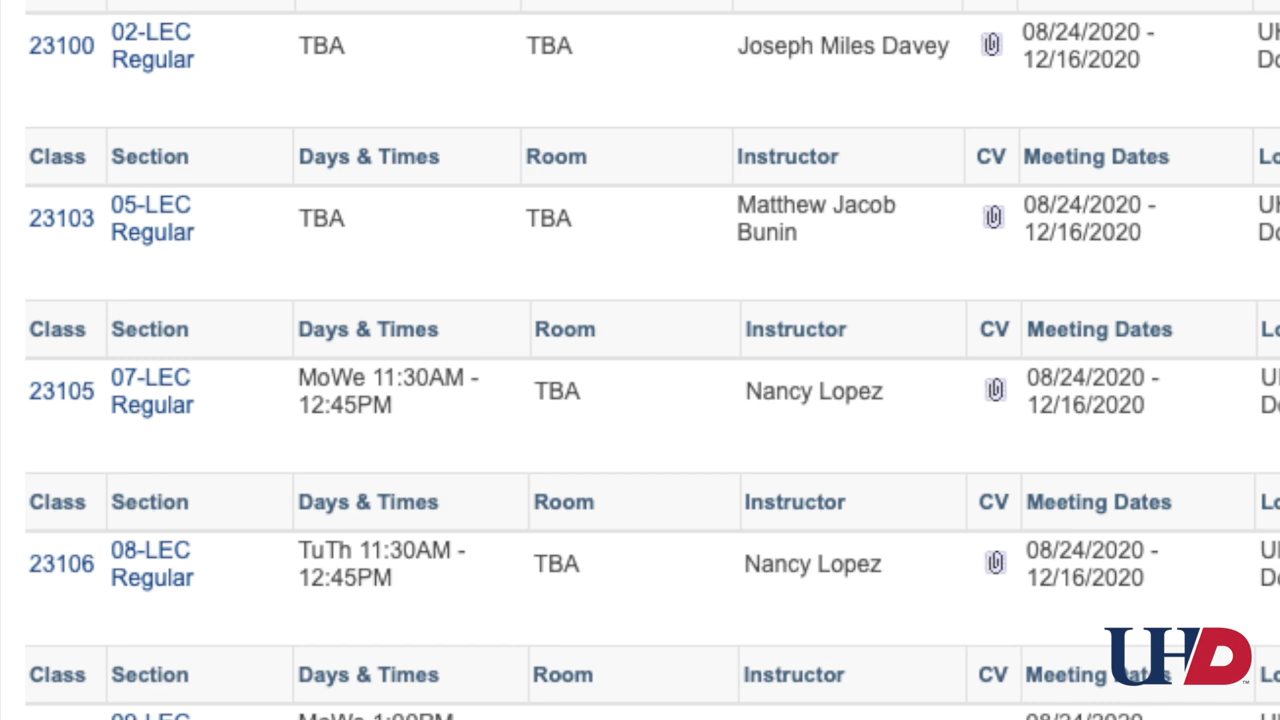 02-LEC
23100 TBA TBA Joseph Miles Davey 08/24/2020 -
Regular 12/16/2020
Class Section Days & Times Room Instructor CV Meeting Dates
05-LEC Matthew Jacob 08/24/2020 -
23103 TBA TBA
Regular Bunin 12/16/2020
Class Section Days & Times Room Instructor CV Meeting Dates
07-LEC MoWe 11:30AM - 08/24/2020 -
23105 TBA Nancy Lopez
Regular 12:45PM 12/16/2020
Class Section Days & Times Room Instructor CV Meeting Dates
08-LEC TuTh 11:30AM - 08/24/2020 -
23106 TBA Nancy Lopez
Regular 12:45PM 12/16/2020
UHD
Class Section Days & Times Room Instructor CV Meeting Dates